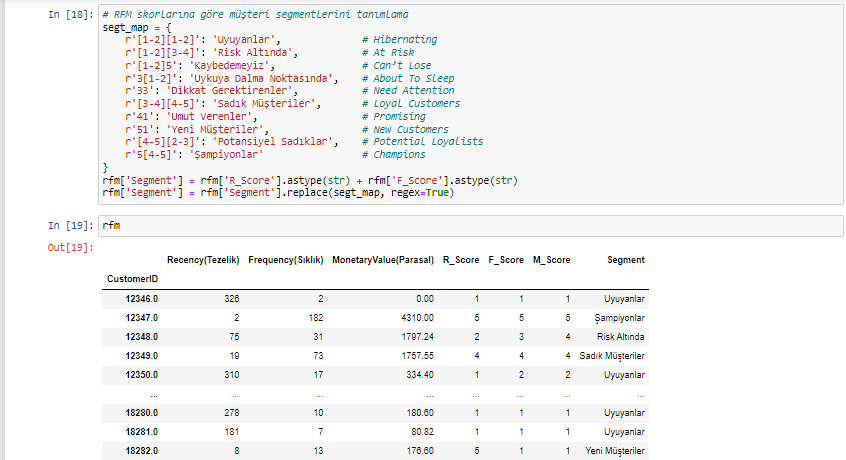 In [18]: # RFM skorlarına göre müşteri segmentlerini tanımlama
segt_map = {
r'[1-2][1-2]': 'Uyuyanlar', # Hibernating
r'[1-2][3-4]': 'Risk Altında', # At Risk
r'[1-2]5': 'Kaybedemeyiz', # Can't Lose
r'3[1-2]': 'Uykuya Dalma Noktasında', # About To Sleep
r'33': 'Dikkat Gerektirenler', # Need Attention
r'[3-4][4-5]': 'Sadık Müşteriler', # Loyal Customers
r'41': 'Umut Verenler', # Promising
r'51': 'Yeni Müşteriler', # New Customers
r'[4-5][2-3]': 'Potansiyel Sadıklar', # Potential Loyalists
r'5[4-5]': 'Şampiyonlar' # Champions
}
rfm['Segment'] = rfm['R_Score'].astype(str) + rfm['F_Score'].astype(str)
rfm['Segment'] = rfm['Segment'].replace(segt_map, regex=True)
In [19]: rfm
Out[19]:
Recency(Tezelik) Frequency(Sıklık) MonetaryValue(Parasal) R_Score F_Score M_Score Segment
CustomerID
12346.0 326 2 0.00 1 1 1 Uyuyanlar
12347.0 2 182 4310.00 5 5 5 Şampiyonlar
12348.0 75 31 1797.24 2 3 4 Risk Altında
12349.0 19 73 1757.55 4 4 4 Sadık Müşteriler
12350.0 310 17 334.40 1 2 2 Uyuyanlar
... ... ... ... ... ... ... ...
18280.0 278 10 180.60 1 1 1 Uyuyanlar
18281.0 181 7 80.82 1 1 1 Uyuyanlar
18282.0 8 13 176.60 5 1 1 Yeni Müşteriler